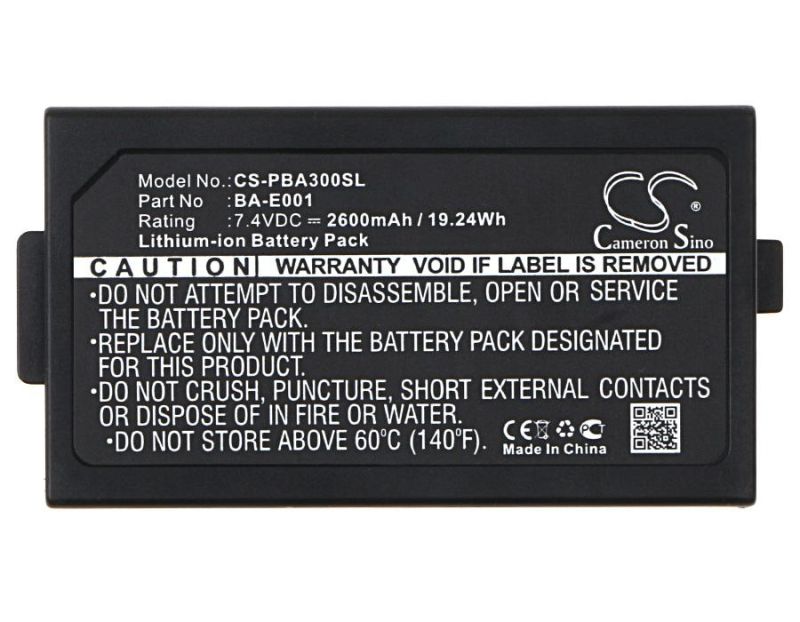 Model No.: CS-PBA300SL
Part No : BA-E001
Rating : 7.4VDC ⎓ 2600mAh / 19.24Wh
Lithium-ion Battery Pack
CS
Cameron Sino
CAUTION WARRANTY VOID IF LABEL IS REMOVED
•DO NOT ATTEMPT TO DISASSEMBLE, OPEN OR SERVICE
THE BATTERY PACK.
•REPLACE ONLY WITH THE BATTERY PACK DESIGNATED
FOR THIS PRODUCT.
•DO NOT CRUSH, PUNCTURE, SHORT EXTERNAL CONTACTS
OR DISPOSE OF IN FIRE OR WATER.
•DO NOT STORE ABOVE 60°C (140°F).
CE PCT
Made In China